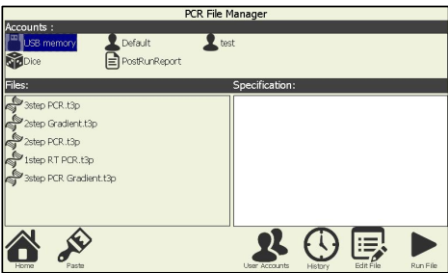 PCR File Manager
Accounts :
USB memory Default test
Dice PostRunReport
Files: Specification:
3step PCR.t3p
2step Gradient.t3p
2step PCR.t3p
1step RT PCR.t3p
3step PCR Gradient.t3p
Home Paste User Accounts History Edit File Run File